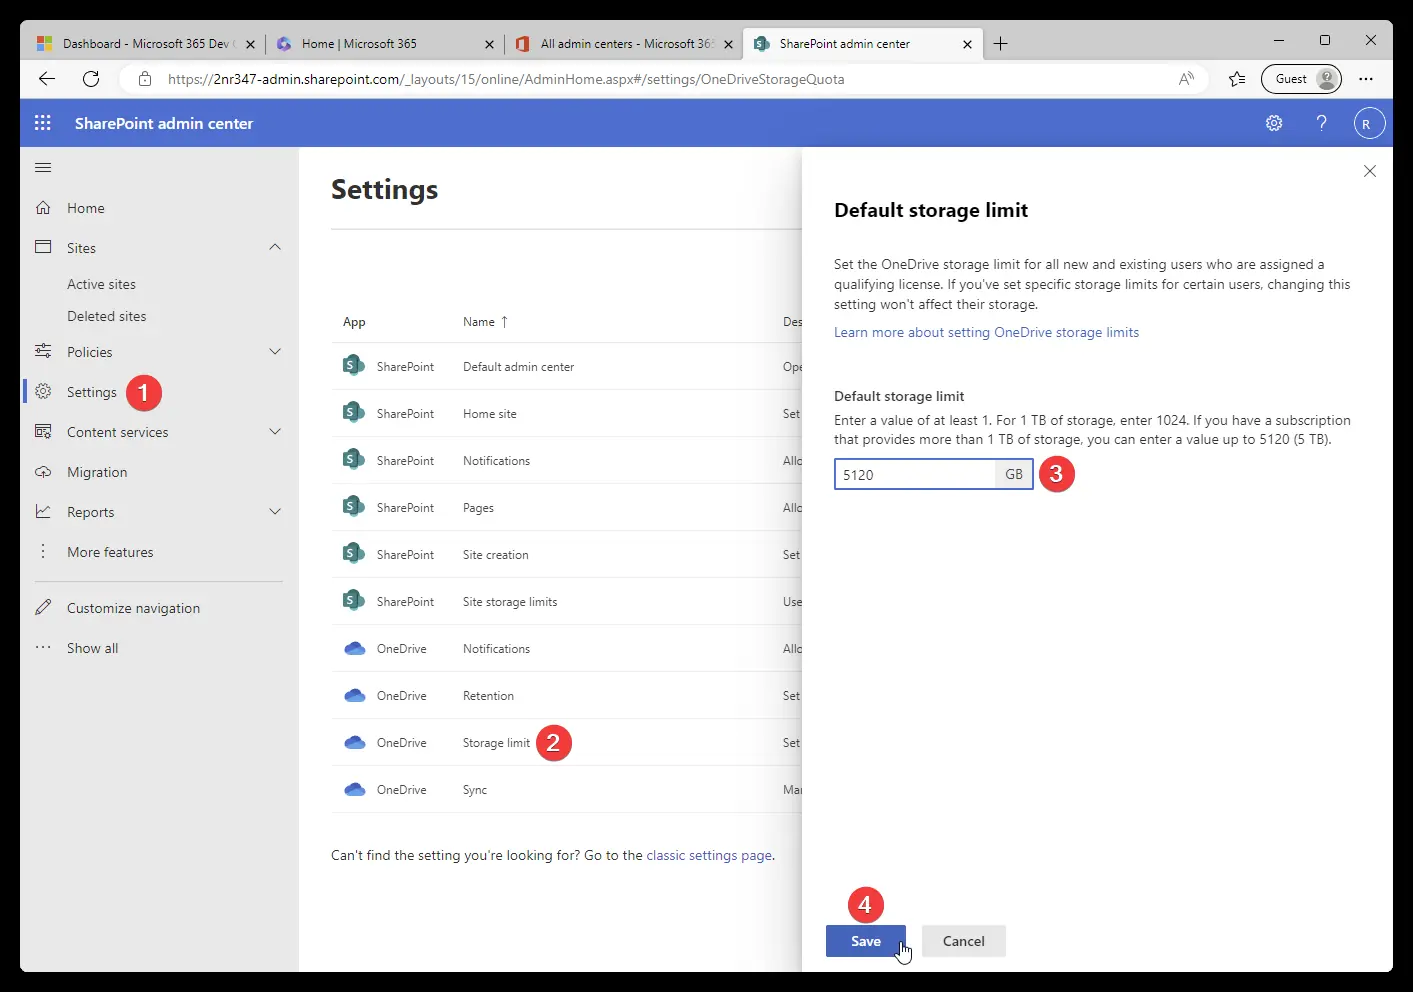 Dashboard - Microsoft 365 Dev
Home | Microsoft 365
All admin centers - Microsoft 365
SharePoint admin center
https://2nr347-admin.sharepoint.com/_layouts/15/online/AdminHome.aspx#/settings/OneDriveStorageQuota
Guest
SharePoint admin center
?
R
Home
Sites
Active sites
Deleted sites
Policies
Settings
1
Content services
Migration
Reports
More features
Customize navigation
Show all
Settings
App Name ↑ Des
SharePoint Default admin center Ope
SharePoint Home site Set
SharePoint Notifications Allo
SharePoint Pages Allo
SharePoint Site creation Set
SharePoint Site storage limits Use
OneDrive Notifications Allo
OneDrive Retention Set
OneDrive Storage limit 2 Set
OneDrive Sync Mar
Can't find the setting you're looking for? Go to the classic settings page.
Default storage limit
Set the OneDrive storage limit for all new and existing users who are assigned a
qualifying license. If you've set specific storage limits for certain users, changing this
setting won't affect their storage.
Learn more about setting OneDrive storage limits
Default storage limit
Enter a value of at least 1. For 1 TB of storage, enter 1024. If you have a subscription
that provides more than 1 TB of storage, you can enter a value up to 5120 (5 TB).
5120 GB 3
4
Save Cancel